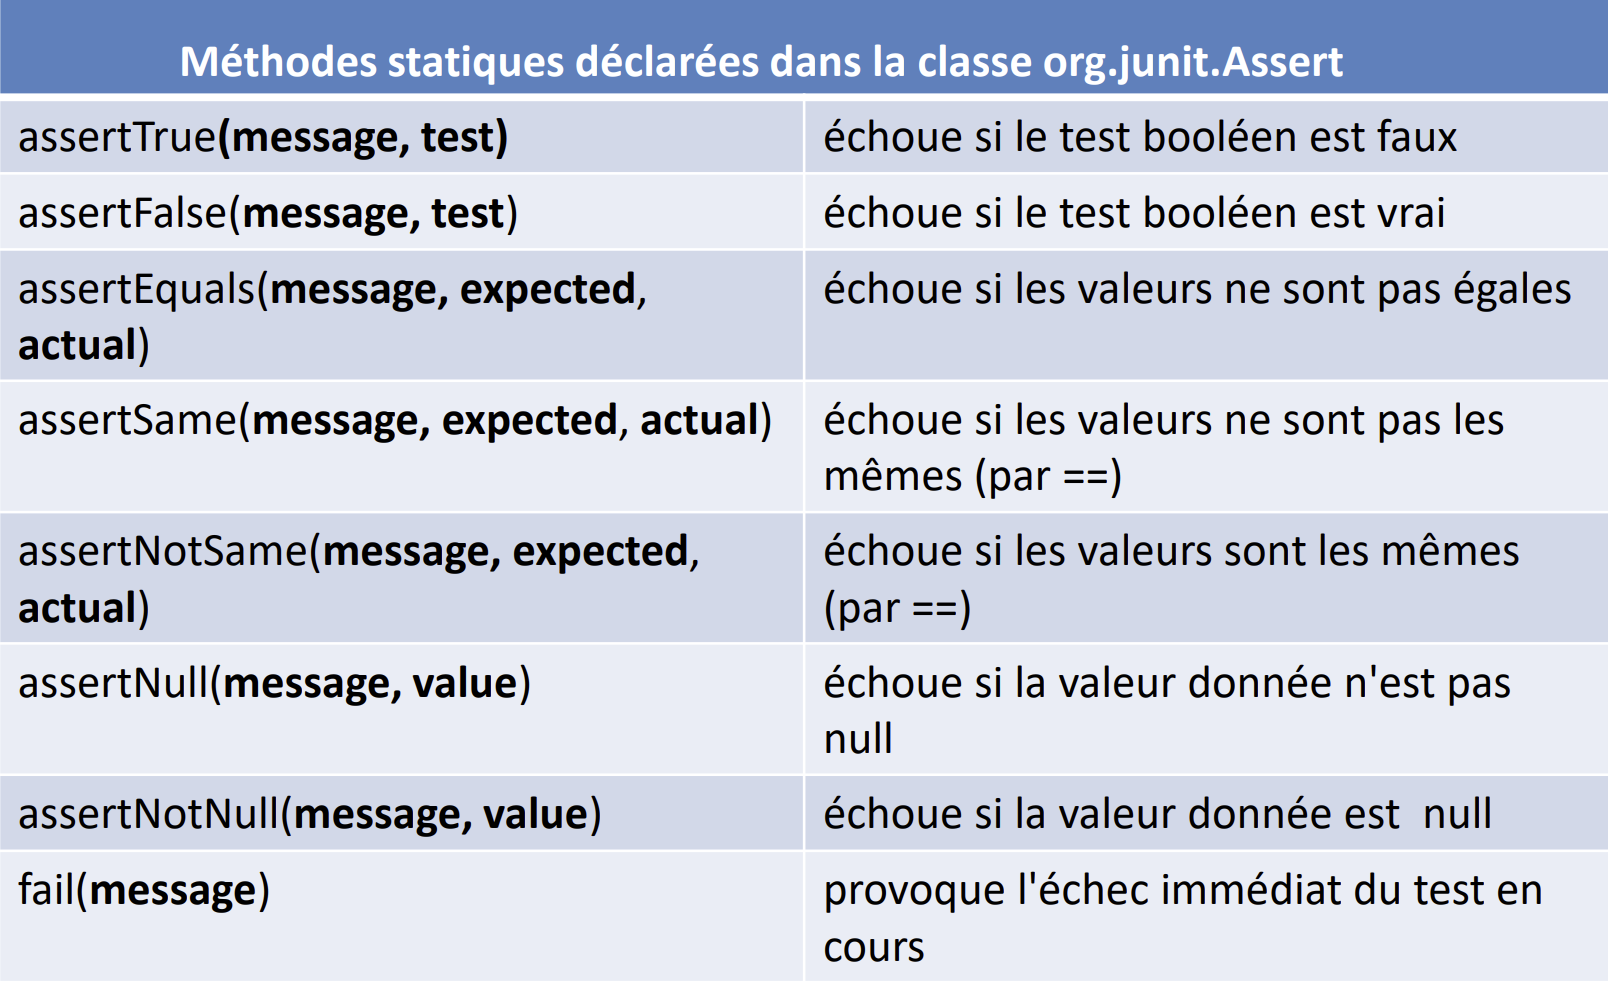 Méthodes statiques déclarées dans la classe org.junit.Assert
assertTrue(message, test)
échoue si le test booléen est faux
assertFalse(message, test)
échoue si le test booléen est vrai
assertEquals(message, expected,
actual)
échoue si les valeurs ne sont pas égales
assertSame(message, expected, actual)
échoue si les valeurs ne sont pas les
mêmes (par ==)
assertNotSame(message, expected,
actual)
échoue si les valeurs sont les mêmes
(par ==)
assertNull(message, value)
échoue si la valeur donnée n'est pas
null
assertNotNull(message, value)
échoue si la valeur donnée est  null
fail(message)
provoque l'échec immédiat du test en
cours